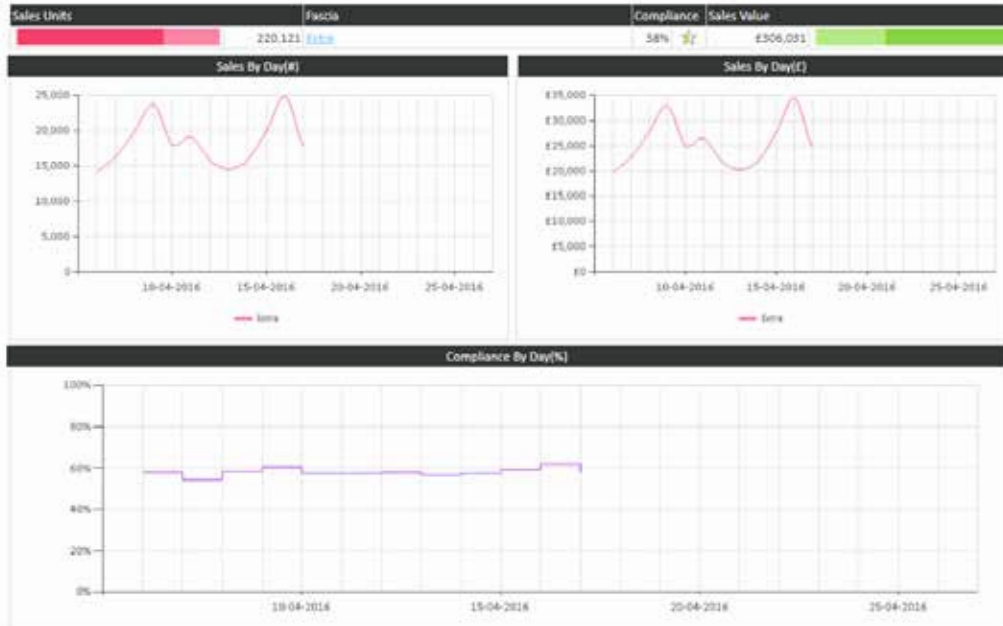 Sales Units Fascia Compliance Sales Value
220,121 Extra 58% £306,031
Sales By Day(#) Sales By Day(£)
25,000
20,000
15,000
10,000
5,000
0
10-04-2016 15-04-2016 20-04-2016 25-04-2016
Extra
£35,000
£30,000
£25,000
£20,000
£15,000
£10,000
£5,000
£0
10-04-2016 15-04-2016 20-04-2016 25-04-2016
Extra
Compliance By Day(%)
100%
80%
60%
40%
20%
0%
10-04-2016 15-04-2016 20-04-2016 25-04-2016